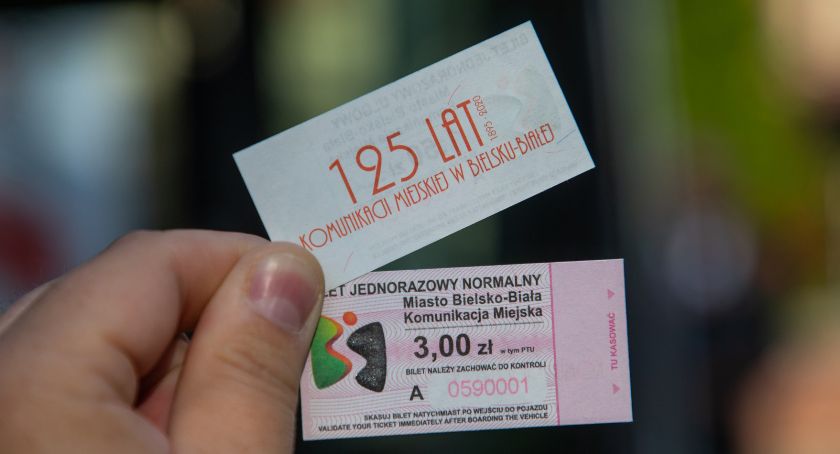 125 LAT
1895 - 2020
KOMUNIKACJI MIEJSKIEJ W BIELSKU-BIAŁEJ
JEDNORAZOWY NORMALNY
Miasto Bielsko-Biała
Komunikacja Miejska
3,00 zł w tym PTU
BILET NALEŻY ZACHOWAĆ DO KONTROLI
A 0590001
SKASUJ BILET NATYCHMIAST PO WEJŚCIU DO POJAZDU
VALIDATE YOUR TICKET IMMEDIATELY AFTER BOARDING THE VEHICLE
TU KASOWAĆ